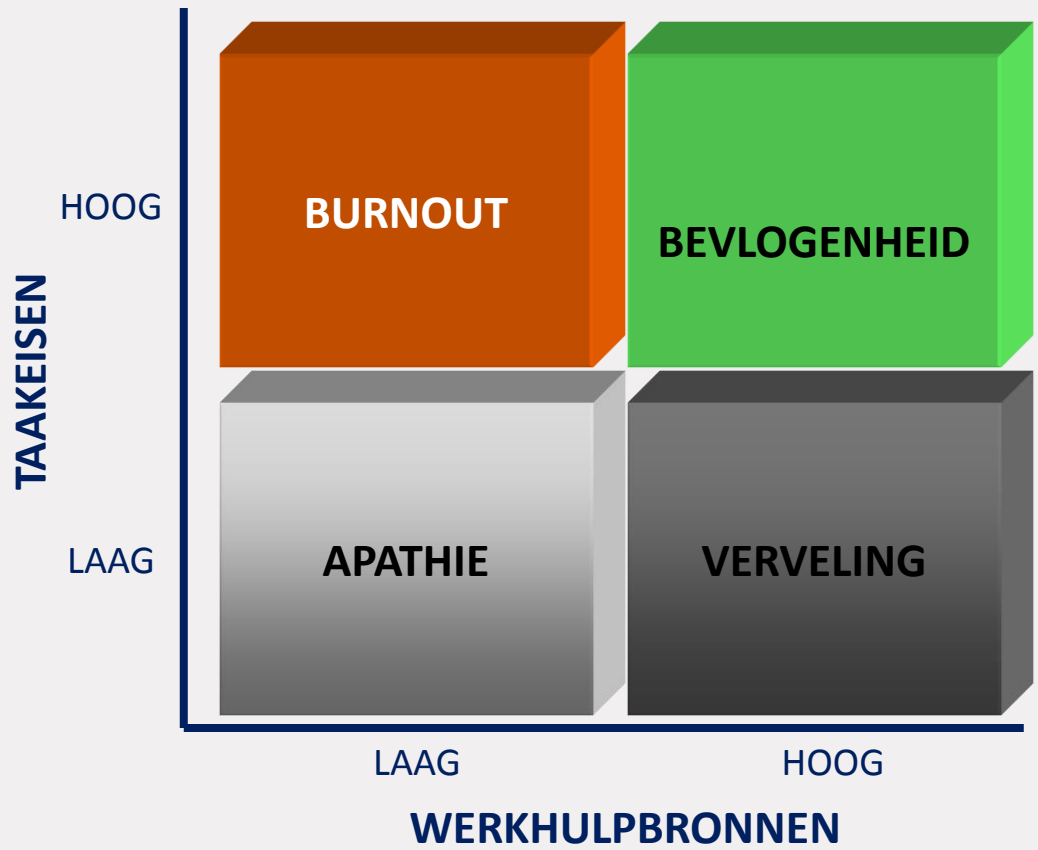 HOOG
BURNOUT
BEVLOGENHEID
TAAKEISEN
LAAG
APATHIE
VERVELING
LAAG
HOOG
WERKHULPBRONNEN